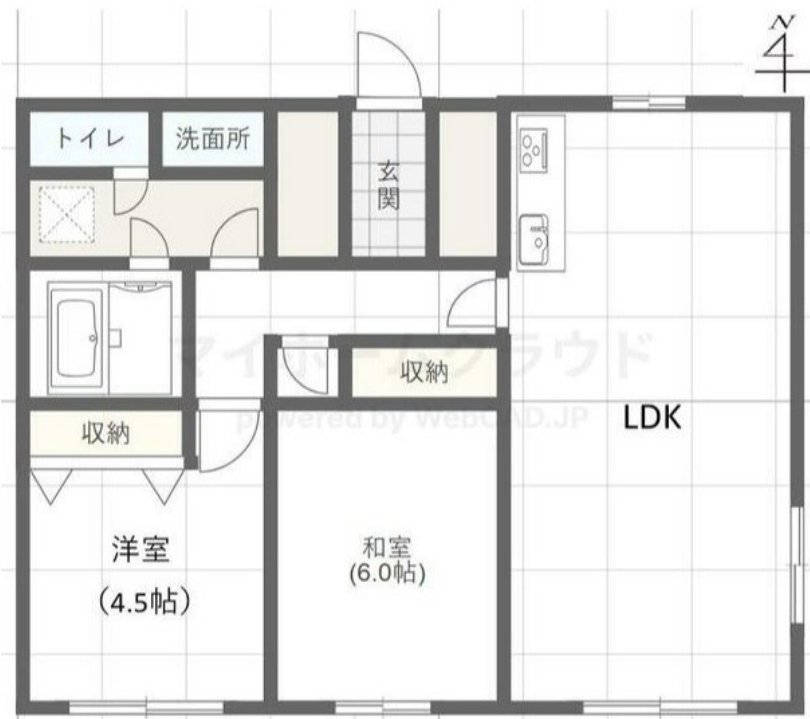 N
トイレ
洗面所
玄
関
マイホームクラウド
収納
powered by WebCAD.JP
LDK
収納
洋室
(4.5帖)
和室
(6.0帖)